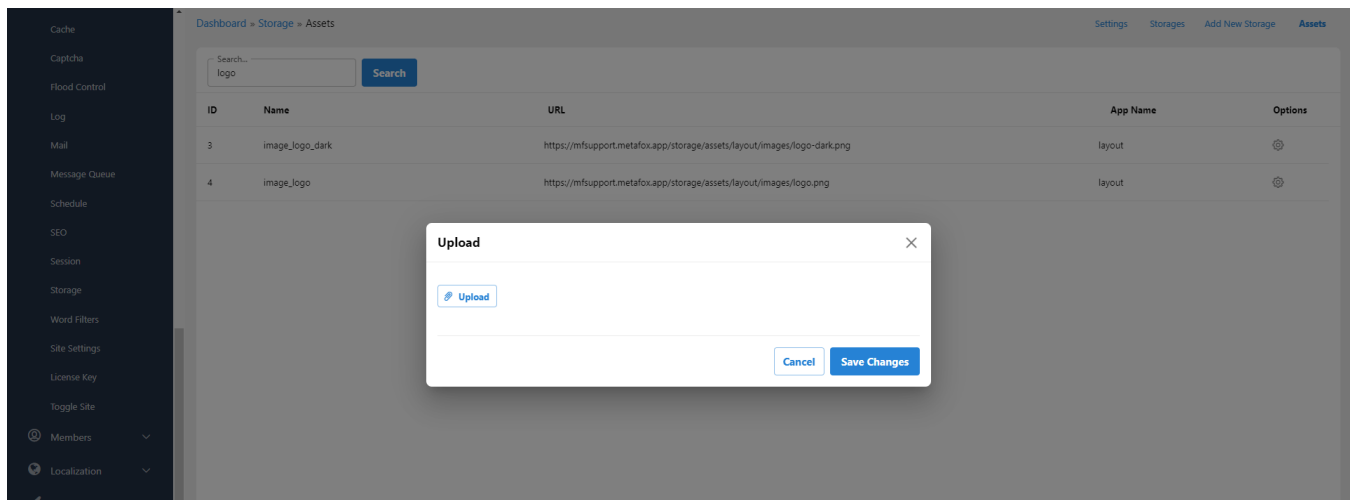 Cache
Captcha
Flood Control
Log
Mail
Message Queue
Schedule
SEO
Session
Storage
Word Filters
Site Settings
License Key
Toggle Site
Members
Localization
Dashboard » Storage » Assets
Settings Storages Add New Storage Assets
Search...
logo
Search
ID Name URL App Name Options
3 image_logo_dark https://mfsupport.metafox.app/storage/assets/layout/images/logo-dark.png layout
4 image_logo https://mfsupport.metafox.app/storage/assets/layout/images/logo.png layout
Upload
Upload
Cancel Save Changes